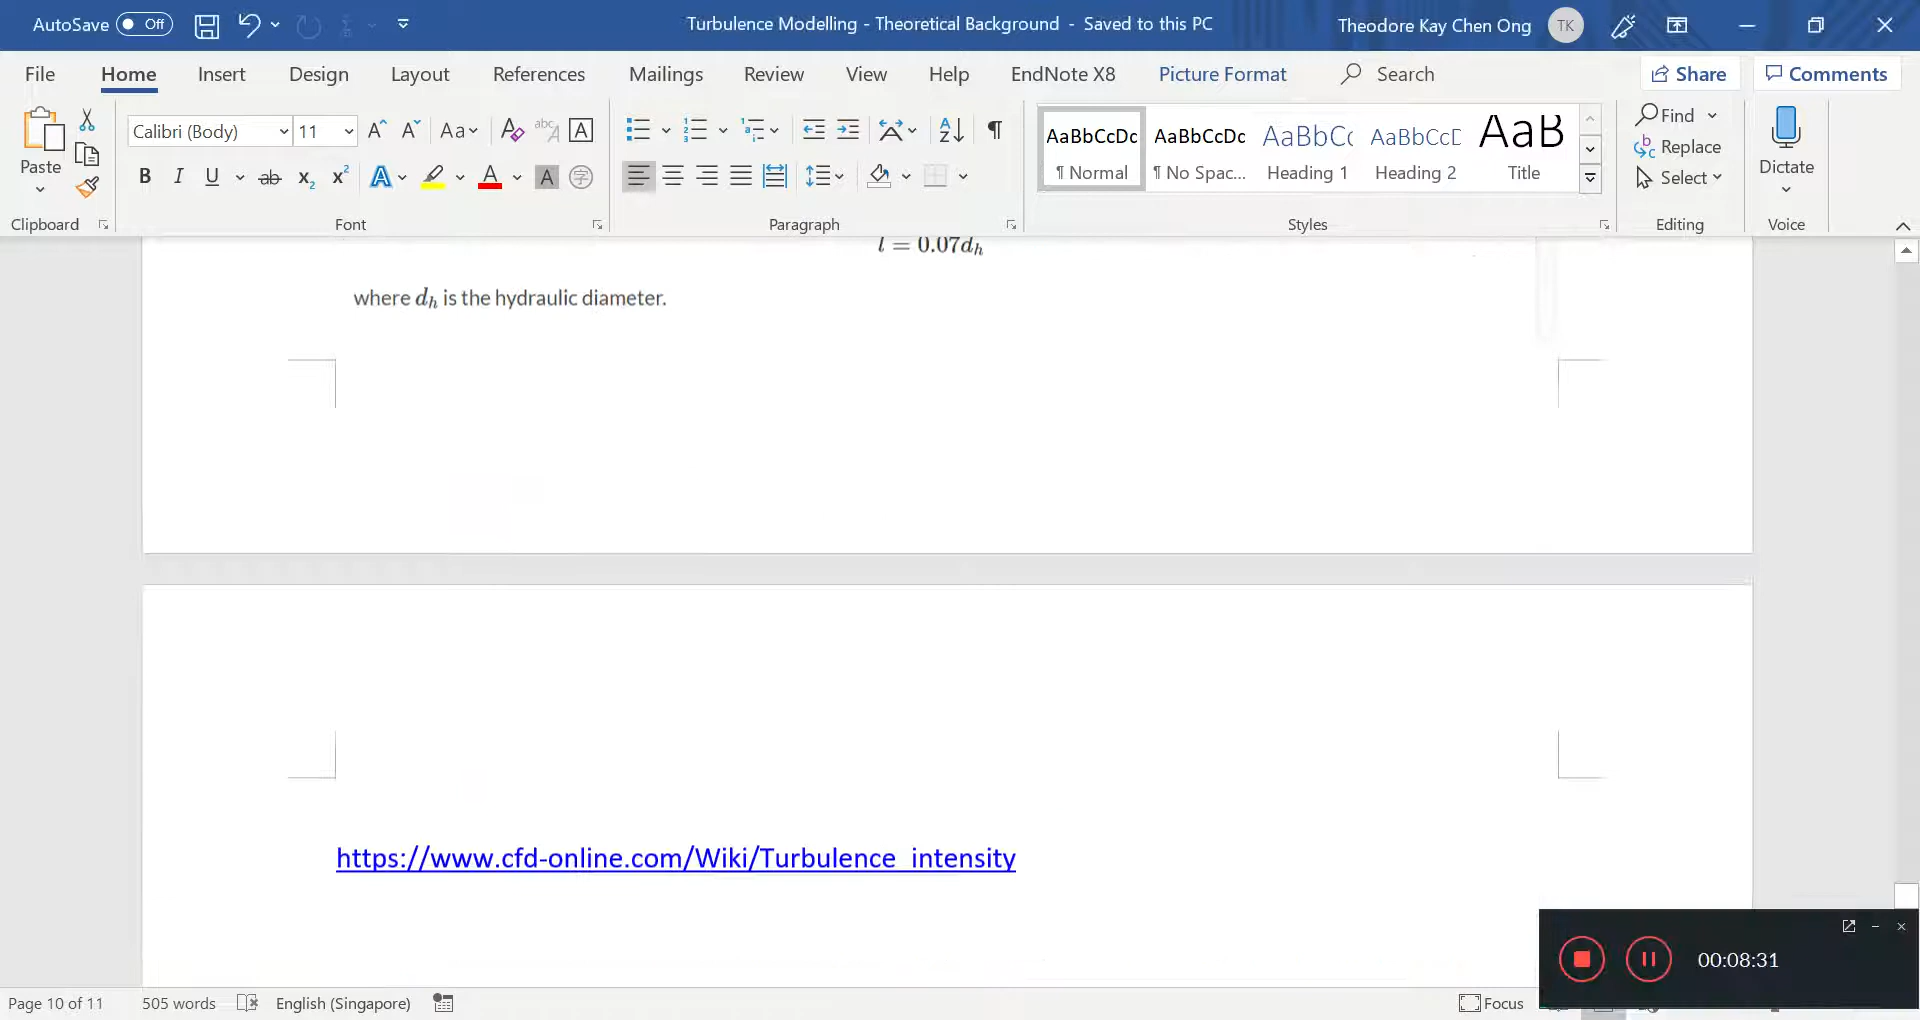 AutoSave Off
Turbulence Modelling - Theoretical Background - Saved to this PC
Theodore Kay Chen Ong TK
File Home Insert Design Layout References Mailings Review View Help EndNote X8 Picture Format Search Share Comments
Paste
Calibri (Body) 11
AaBbCcDc AaBbCcDc AaBbCc AaBbCcD AaB
¶ Normal ¶ No Spac... Heading 1 Heading 2 Title
Find
Replace
Select
Dictate
Clipboard Font Paragraph Styles Editing Voice
l = 0.07dₕ
where dₕ is the hydraulic diameter.
https://www.cfd-online.com/Wiki/Turbulence_intensity
00:08:31
Page 10 of 11 505 words English (Singapore) Focus